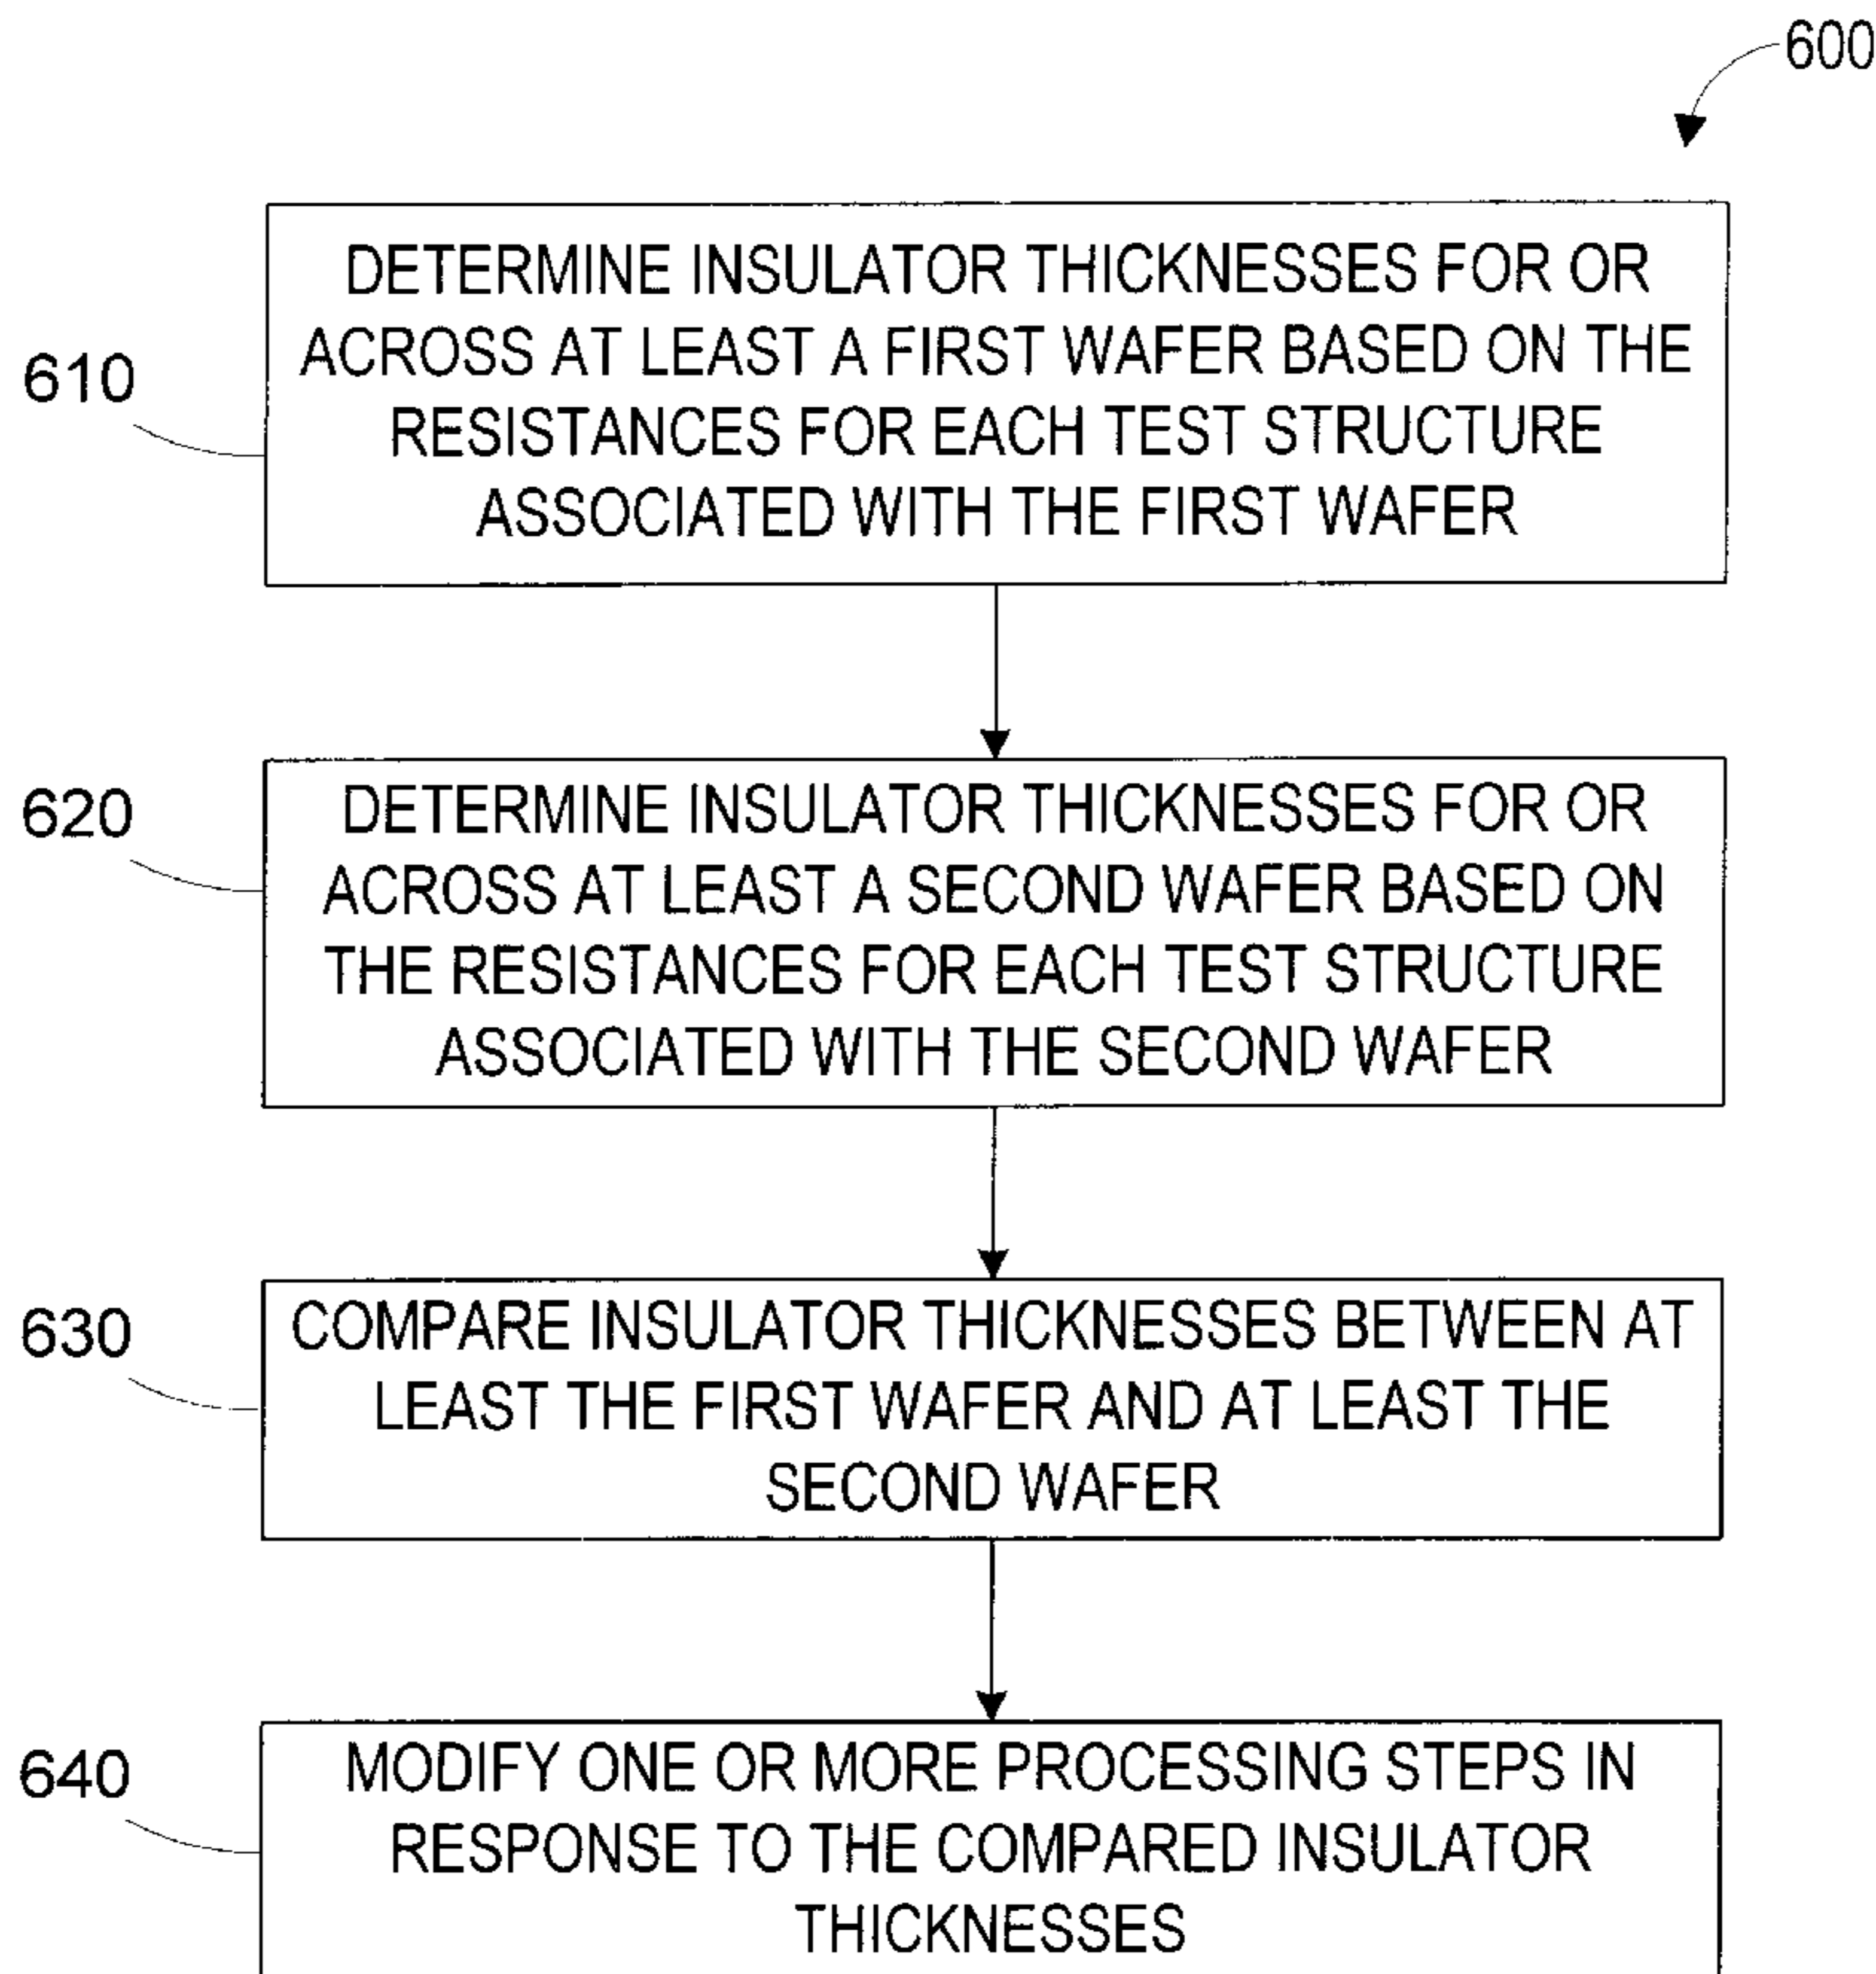 600
DETERMINE INSULATOR THICKNESSES FOR OR
ACROSS AT LEAST A FIRST WAFER BASED ON THE
RESISTANCES FOR EACH TEST STRUCTURE
ASSOCIATED WITH THE FIRST WAFER
610
DETERMINE INSULATOR THICKNESSES FOR OR
ACROSS AT LEAST A SECOND WAFER BASED ON
THE RESISTANCES FOR EACH TEST STRUCTURE
ASSOCIATED WITH THE SECOND WAFER
620
COMPARE INSULATOR THICKNESSES BETWEEN AT
LEAST THE FIRST WAFER AND AT LEAST THE
SECOND WAFER
630
MODIFY ONE OR MORE PROCESSING STEPS IN
RESPONSE TO THE COMPARED INSULATOR
THICKNESSES
640